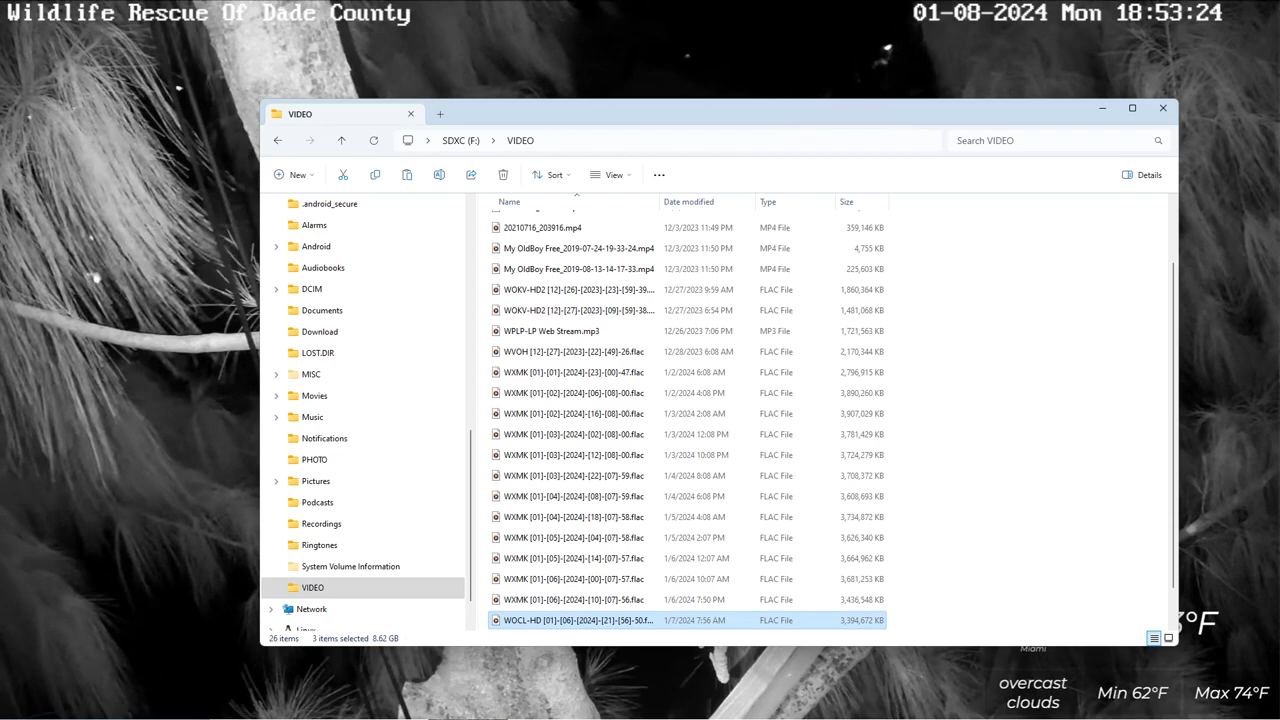 Wildlife Rescue Of Dade County
01-08-2024 Mon 18:53:24
VIDEO
SDXC (F:) > VIDEO
Search VIDEO
New
Sort
View
Details
.android_secure
Alarms
Android
Audiobooks
DCIM
Documents
Download
LOST.DIR
MISC
Movies
Music
Notifications
PHOTO
Pictures
Podcasts
Recordings
Ringtones
System Volume Information
VIDEO
Network
Name Date modified Type Size
20210716_203916.mp4 12/3/2023 11:49 PM MP4 File 359,146 KB
My OldBoy Free_2019-07-24-19-33-24.mp4 12/3/2023 11:50 PM MP4 File 4,755 KB
My OldBoy Free_2019-08-13-14-17-33.mp4 12/3/2023 11:50 PM MP4 File 225,603 KB
WOKV-HD2 [12]-[26]-[2023]-[23]-[59]-39.... 12/27/2023 9:59 AM FLAC File 1,860,364 KB
WOKV-HD2 [12]-[27]-[2023]-[09]-[59]-38.... 12/27/2023 6:54 PM FLAC File 1,481,068 KB
WPLP-LP Web Stream.mp3 12/26/2023 7:06 PM MP3 File 1,721,563 KB
WVOH [12]-[27]-[2023]-[22]-[49]-26.flac 12/28/2023 6:08 AM FLAC File 2,170,344 KB
WXMK [01]-[01]-[2024]-[23]-[00]-47.flac 1/2/2024 6:08 AM FLAC File 2,796,915 KB
WXMK [01]-[02]-[2024]-[06]-[08]-00.flac 1/2/2024 4:08 PM FLAC File 3,890,260 KB
WXMK [01]-[02]-[2024]-[16]-[08]-00.flac 1/3/2024 2:08 AM FLAC File 3,907,029 KB
WXMK [01]-[03]-[2024]-[02]-[08]-00.flac 1/3/2024 12:08 PM FLAC File 3,781,429 KB
WXMK [01]-[03]-[2024]-[12]-[08]-00.flac 1/3/2024 10:08 PM FLAC File 3,724,279 KB
WXMK [01]-[03]-[2024]-[22]-[07]-59.flac 1/4/2024 8:08 AM FLAC File 3,708,372 KB
WXMK [01]-[04]-[2024]-[08]-[07]-59.flac 1/4/2024 6:08 PM FLAC File 3,608,693 KB
WXMK [01]-[04]-[2024]-[18]-[07]-58.flac 1/5/2024 4:08 AM FLAC File 3,734,872 KB
WXMK [01]-[05]-[2024]-[04]-[07]-58.flac 1/5/2024 2:07 PM FLAC File 3,626,340 KB
WXMK [01]-[05]-[2024]-[14]-[07]-57.flac 1/6/2024 12:07 AM FLAC File 3,664,962 KB
WXMK [01]-[06]-[2024]-[00]-[07]-57.flac 1/6/2024 10:07 AM FLAC File 3,681,253 KB
WXMK [01]-[06]-[2024]-[10]-[07]-56.flac 1/6/2024 7:50 PM FLAC File 3,436,548 KB
WOCL-HD [01]-[06]-[2024]-[21]-[56]-50.f... 1/7/2024 7:56 AM FLAC File 3,394,672 KB
26 items 3 items selected 8.62 GB
°F
Miami
overcast
clouds
Min 62°F Max 74°F